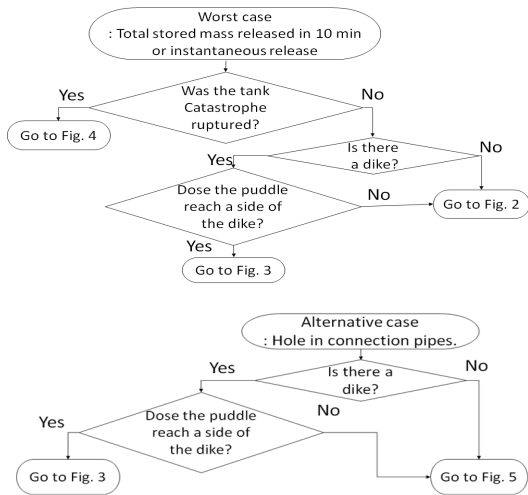 Worst case
: Total stored mass released in 10 min
or instantaneous release
Yes
Was the tank
Catastrophe
ruptured?
No
Go to Fig. 4
Is there
a dike?
No
Yes
Dose the puddle
reach a side of
the dike?
No
Go to Fig. 2
Yes
Go to Fig. 3
Alternative case
: Hole in connection pipes.
Yes
Is there a
dike?
No
Yes
Dose the puddle
reach a side of
the dike?
No
Go to Fig. 3
Go to Fig. 5